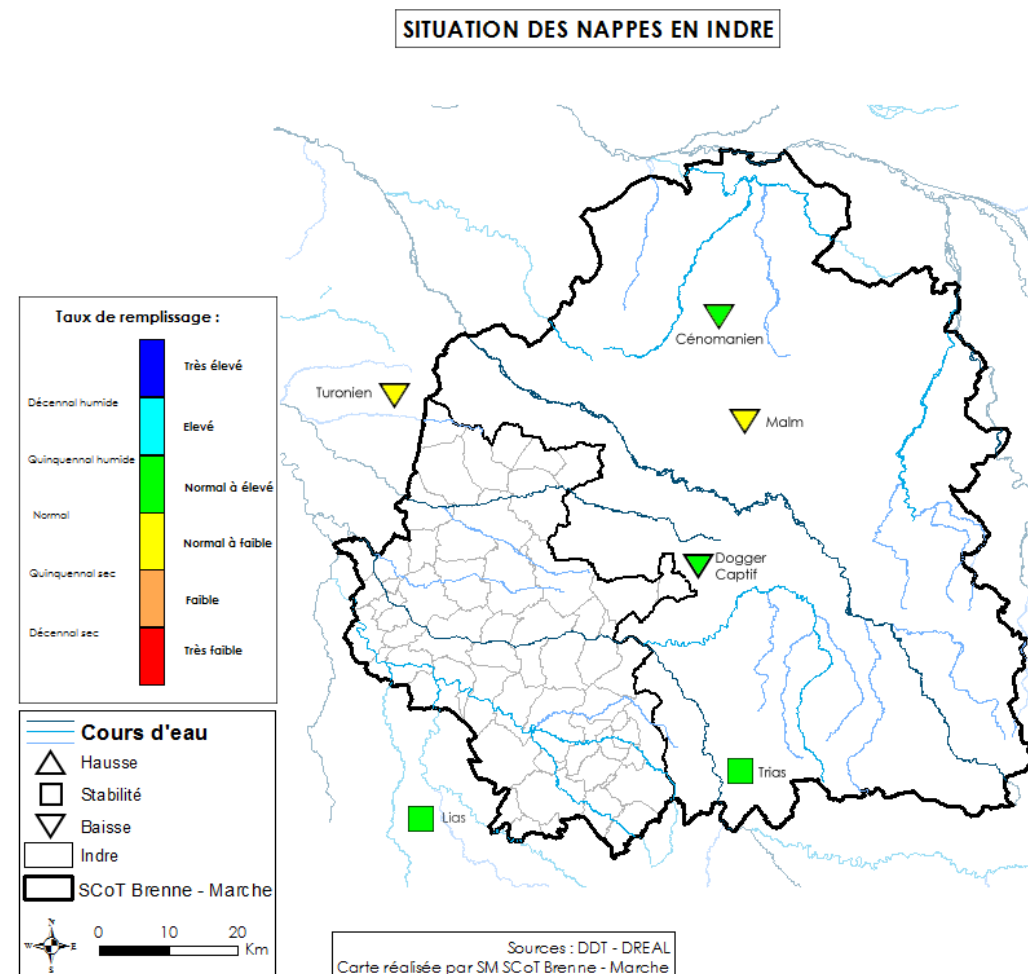 SITUATION DES NAPPES EN INDRE
Cénomanien
Turonien
Malm
Dogger
Captif
Trias
Lias
Taux de remplissage :
Très élevé
Décennal humide
Elevé
Quinquennal humide
Normal à élevé
Normal
Normal à faible
Quinquennal sec
Faible
Décennal sec
Très faible
Cours d'eau
Hausse
Stabilité
Baisse
Indre
SCoT Brenne - Marche
N
W E
S
0 10 20
Km
Sources : DDT - DREAL
Carte réalisée par SM SCoT Brenne - Marche